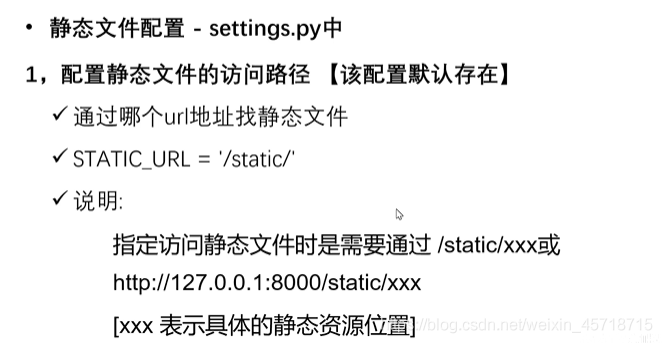 • 静态文件配置 - settings.py中
1，配置静态文件的访问路径 【该配置默认存在】
✓ 通过哪个url地址找静态文件
✓ STATIC_URL = '/static/'
✓ 说明:
指定访问静态文件时是需要通过 /static/xxx或
http://127.0.0.1:8000/static/xxx
[xxx 表示具体的静态资源位置]
blog.csdn.net/weixin_45718715